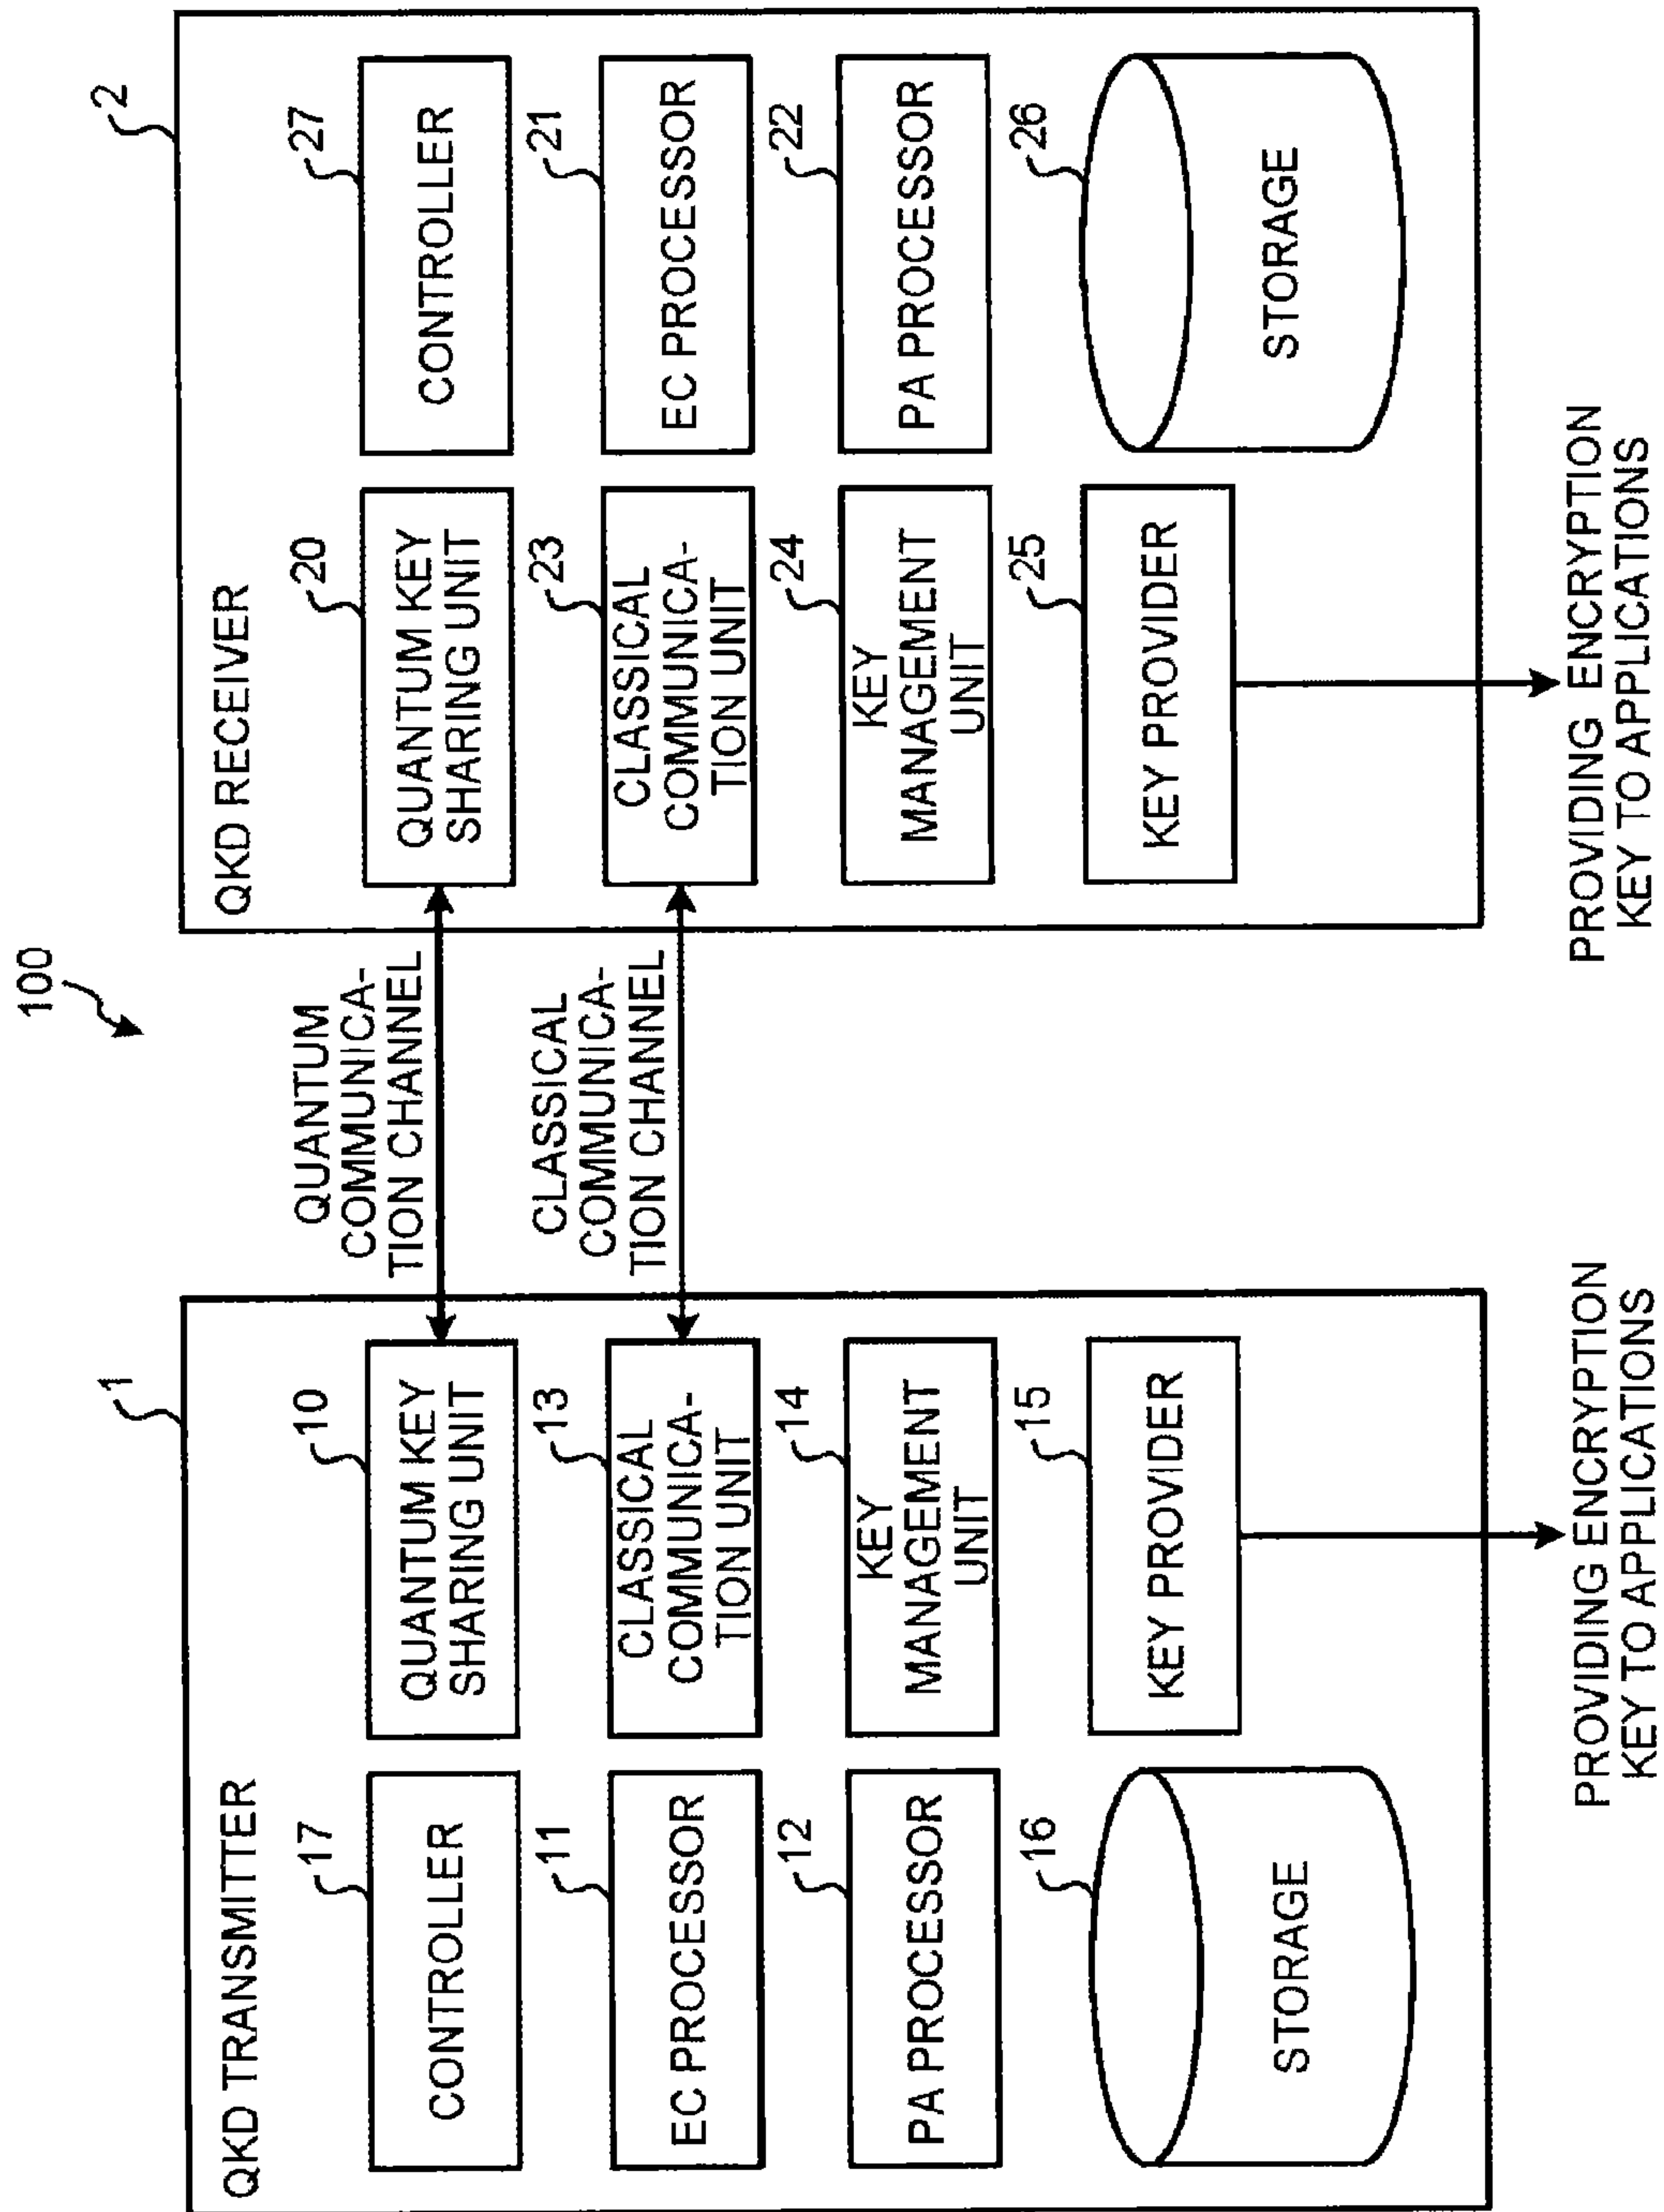 100
1
QKD TRANSMITTER
17
CONTROLLER
10
QUANTUM KEY
SHARING UNIT
11
EC PROCESSOR
13
CLASSICAL
COMMUNICA-
TION UNIT
12
PA PROCESSOR
14
KEY
MANAGEMENT
UNIT
16
STORAGE
15
KEY PROVIDER
PROVIDING ENCRYPTION
KEY TO APPLICATIONS
QUANTUM
COMMUNICA-
TION CHANNEL
CLASSICAL
COMMUNICA-
TION CHANNEL
2
QKD RECEIVER
20
QUANTUM KEY
SHARING UNIT
27
CONTROLLER
23
CLASSICAL
COMMUNICA-
TION UNIT
21
EC PROCESSOR
24
KEY
MANAGEMENT
UNIT
22
PA PROCESSOR
25
KEY PROVIDER
26
STORAGE
PROVIDING ENCRYPTION
KEY TO APPLICATIONS